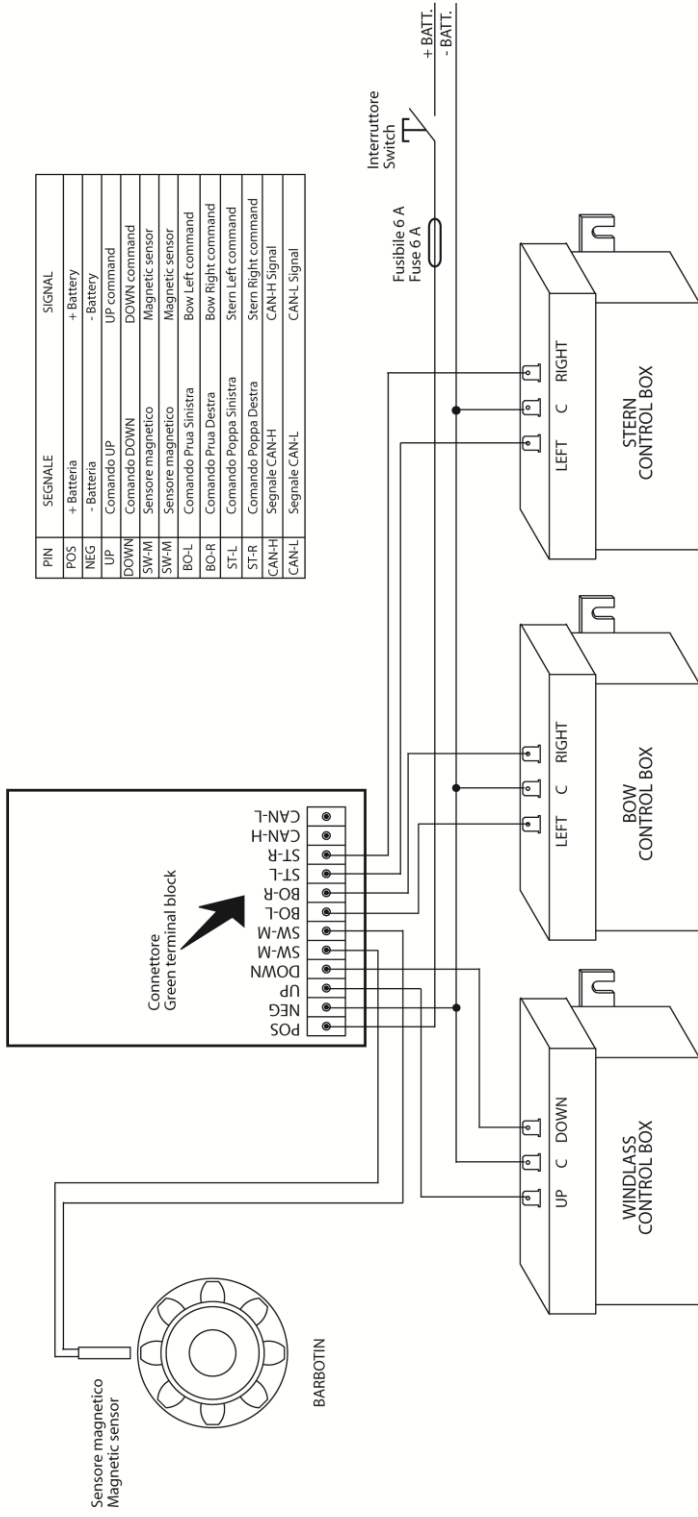 Sensore magnetico
Magnetic sensor
BARBOTIN
Connettore
Green terminal block
POS
NEG
UP
DOWN
SW-M
SW-M
BO-L
BO-R
ST-L
ST-R
CAN-H
CAN-L
PIN SEGNALE SIGNAL
POS + Batteria + Battery
NEG - Batteria - Battery
UP Comando UP UP command
DOWN Comando DOWN DOWN command
SW-M Sensore magnetico Magnetic sensor
SW-M Sensore magnetico Magnetic sensor
BO-L Comando Prua Sinistra Bow Left command
BO-R Comando Prua Destra Bow Right command
ST-L Comando Poppa Sinistra Stern Left command
ST-R Comando Poppa Destra Stern Right command
CAN-H Segnale CAN-H CAN-H Signal
CAN-L Segnale CAN-L CAN-L Signal
Interruttore
Switch
Fusibile 6 A
Fuse 6 A
+ BATT.
- BATT.
UP C DOWN
WINDLASS
CONTROL BOX
LEFT C RIGHT
BOW
CONTROL BOX
LEFT C RIGHT
STERN
CONTROL BOX